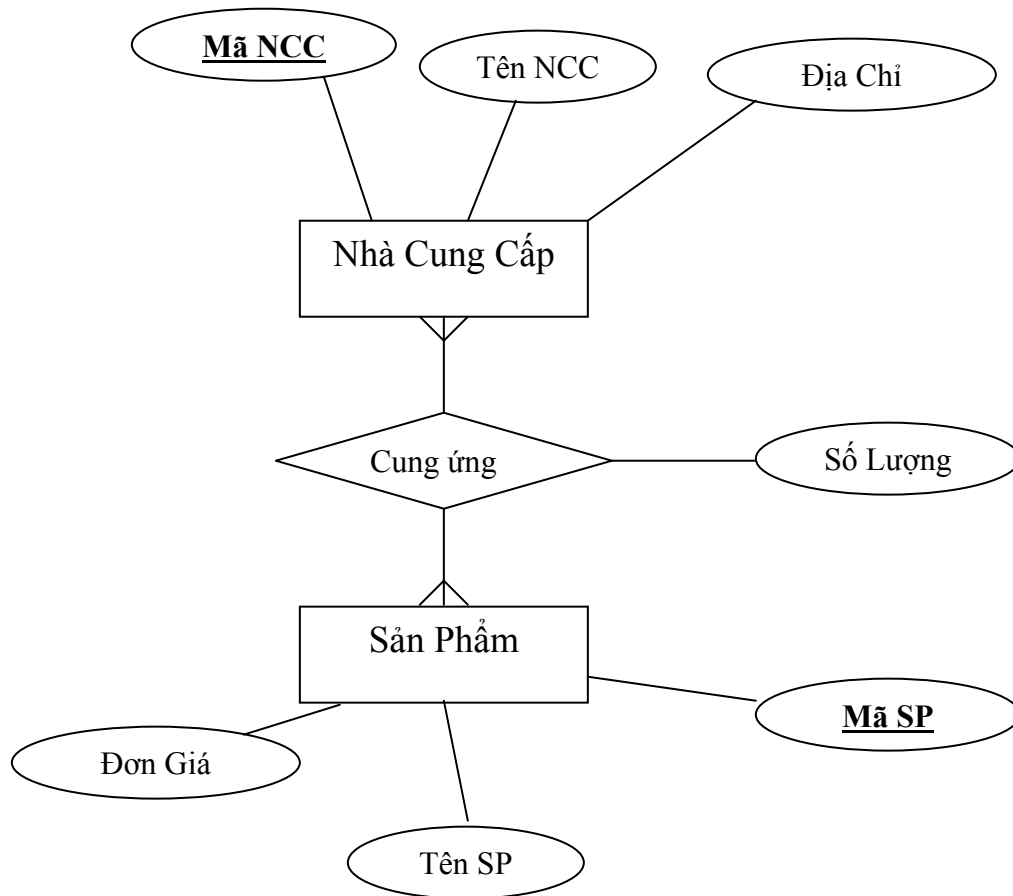 Mã NCC
Tên NCC
Địa Chỉ
Nhà Cung Cấp
Cung ứng
Số Lượng
Sản Phẩm
Mã SP
Đơn Giá
Tên SP